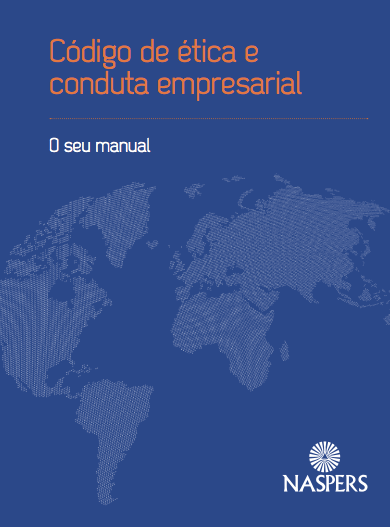 Código de ética e
conduta empresarial
O seu manual
NASPERS